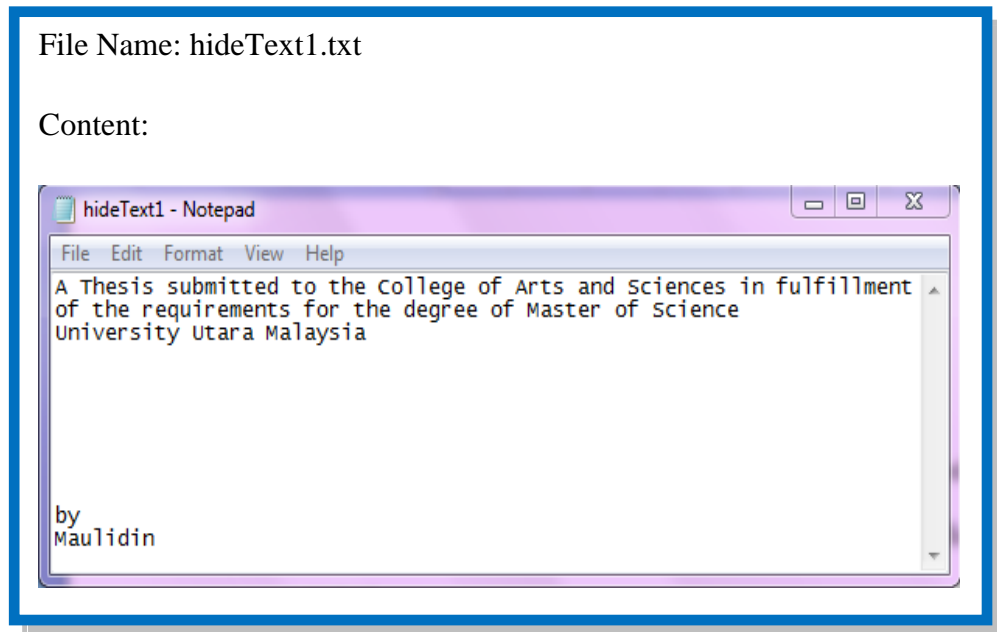 File Name: hideText1.txt
Content:
hideText1 - Notepad
File Edit Format View Help
A Thesis submitted to the College of Arts and Sciences in fulfillment
of the requirements for the degree of Master of Science
University Utara Malaysia
by
Maulidin